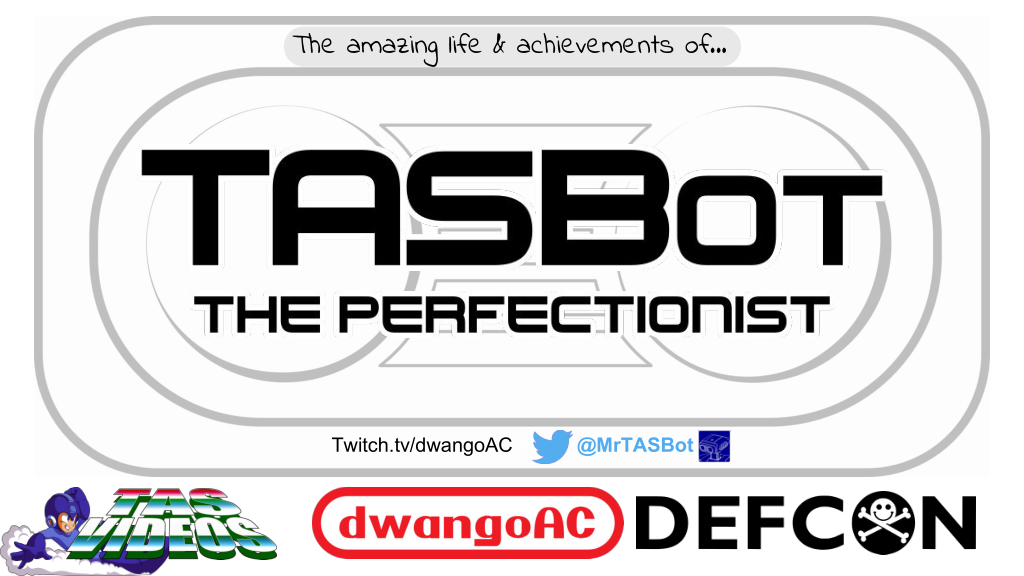 The amazing life & achievements of...
TASBOT
THE PERFECTIONIST
Twitch.tv/dwangoAC @MrTASBot
TAS
VIDEOS
dwangoAC
DEFCON